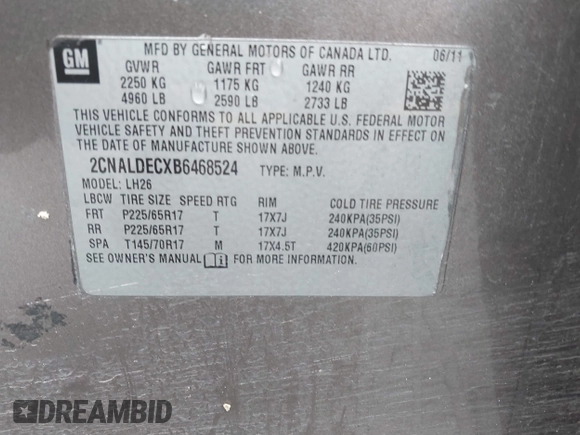 GM
MFD BY GENERAL MOTORS OF CANADA LTD. 06/11
GVWR GAWR FRT GAWR RR
2250 KG 1175 KG 1240 KG
4960 LB 2590 LB 2733 LB
THIS VEHICLE CONFORMS TO ALL APPLICABLE U.S. FEDERAL MOTOR
VEHICLE SAFETY AND THEFT PREVENTION STANDARDS IN EFFECT ON
THE DATE OF MANUFACTURE SHOWN ABOVE.
2CNALDECXB6468524 TYPE: M.P.V.
MODEL: LH26
LBCW TIRE SIZE SPEED RTG RIM COLD TIRE PRESSURE
FRT P225/65R17 T 17X7J 240KPA(35PSI)
RR P225/65R17 T 17X7J 240KPA(35PSI)
SPA T145/70R17 M 17X4.5T 420KPA(60PSI)
SEE OWNER'S MANUAL FOR MORE INFORMATION.
DREAMBID